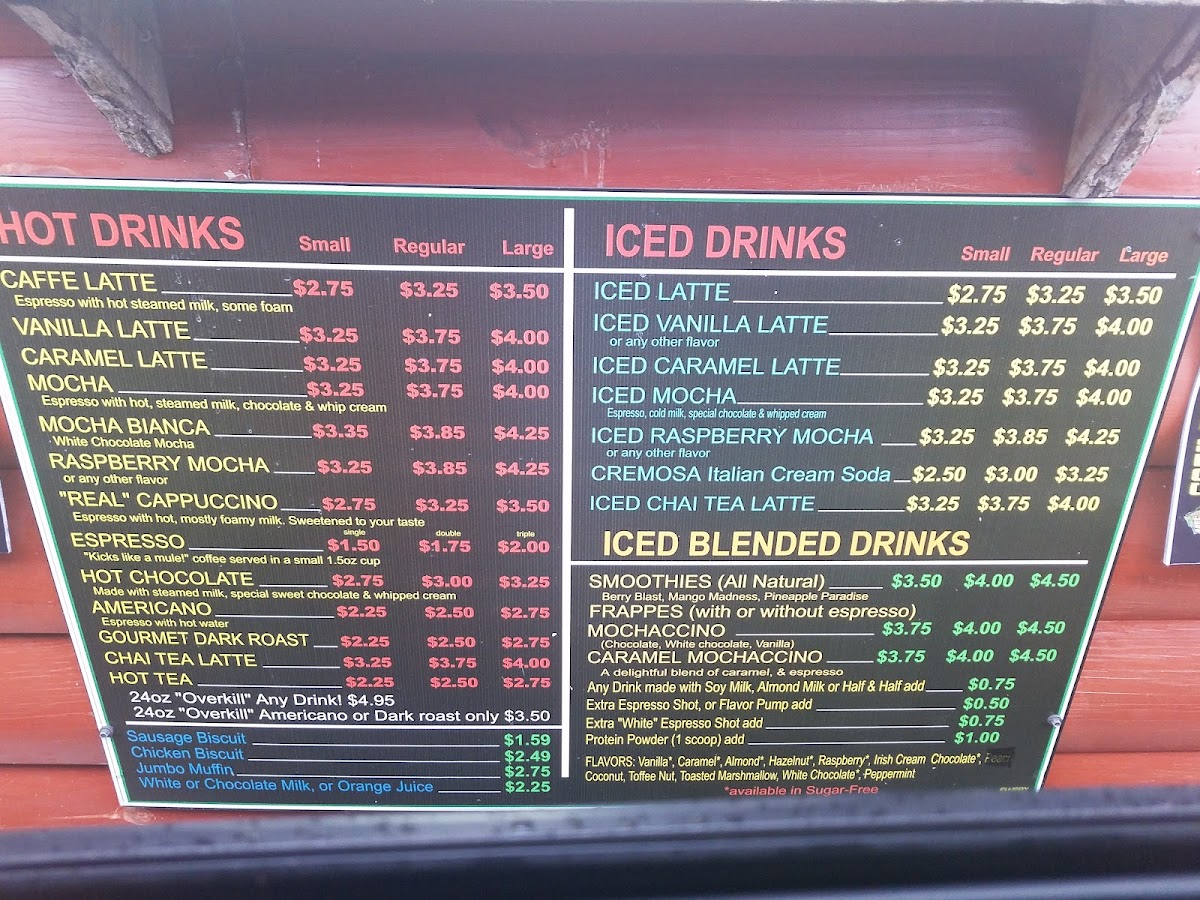 HOT DRINKS Small Regular Large
CAFFE LATTE $2.75 $3.25 $3.50
Espresso with hot steamed milk, some foam
VANILLA LATTE $3.25 $3.75 $4.00
CARAMEL LATTE $3.25 $3.75 $4.00
MOCHA $3.25 $3.75 $4.00
Espresso with hot, steamed milk, chocolate & whip cream
MOCHA BIANCA $3.35 $3.85 $4.25
White Chocolate Mocha
RASPBERRY MOCHA $3.25 $3.85 $4.25
or any other flavor
"REAL" CAPPUCCINO $2.75 $3.25 $3.50
Espresso with hot, mostly foamy milk. Sweetened to your taste
single double triple
ESPRESSO $1.50 $1.75 $2.00
"Kicks like a mule!" coffee served in a small 1.5oz cup
HOT CHOCOLATE $2.75 $3.00 $3.25
Made with steamed milk, special sweet chocolate & whipped cream
AMERICANO $2.25 $2.50 $2.75
Espresso with hot water
GOURMET DARK ROAST $2.25 $2.50 $2.75
CHAI TEA LATTE $3.25 $3.75 $4.00
HOT TEA $2.25 $2.50 $2.75
24oz "Overkill" Any Drink! $4.95
24oz "Overkill" Americano or Dark roast only $3.50
Sausage Biscuit $1.59
Chicken Biscuit $2.49
Jumbo Muffin $2.75
White or Chocolate Milk, or Orange Juice $2.25
ICED DRINKS Small Regular Large
ICED LATTE $2.75 $3.25 $3.50
ICED VANILLA LATTE $3.25 $3.75 $4.00
or any other flavor
ICED CARAMEL LATTE $3.25 $3.75 $4.00
ICED MOCHA $3.25 $3.75 $4.00
Espresso, cold milk, special chocolate & whipped cream
ICED RASPBERRY MOCHA $3.25 $3.85 $4.25
or any other flavor
CREMOSA Italian Cream Soda $2.50 $3.00 $3.25
ICED CHAI TEA LATTE $3.25 $3.75 $4.00
ICED BLENDED DRINKS
SMOOTHIES (All Natural) $3.50 $4.00 $4.50
Berry Blast, Mango Madness, Pineapple Paradise
FRAPPES (with or without espresso)
MOCHACCINO $3.75 $4.00 $4.50
(Chocolate, White chocolate, Vanilla)
CARAMEL MOCHACCINO $3.75 $4.00 $4.50
A delightful blend of caramel, & espresso
Any Drink made with Soy Milk, Almond Milk or Half & Half add $0.75
Extra Espresso Shot, or Flavor Pump add $0.50
Extra "White" Espresso Shot add $0.75
Protein Powder (1 scoop) add $1.00
FLAVORS: Vanilla*, Caramel*, Almond*, Hazelnut*, Raspberry*, Irish Cream Chocolate*,
Coconut, Toffee Nut, Toasted Marshmallow, White Chocolate*, Peppermint
*available in Sugar-Free